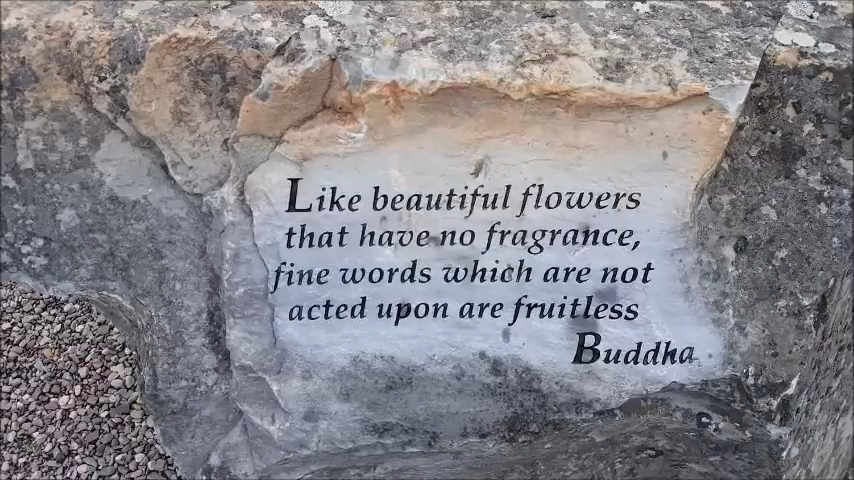 Like beautiful flowers
that have no fragrance,
fine words which are not
acted upon are fruitless
Buddha